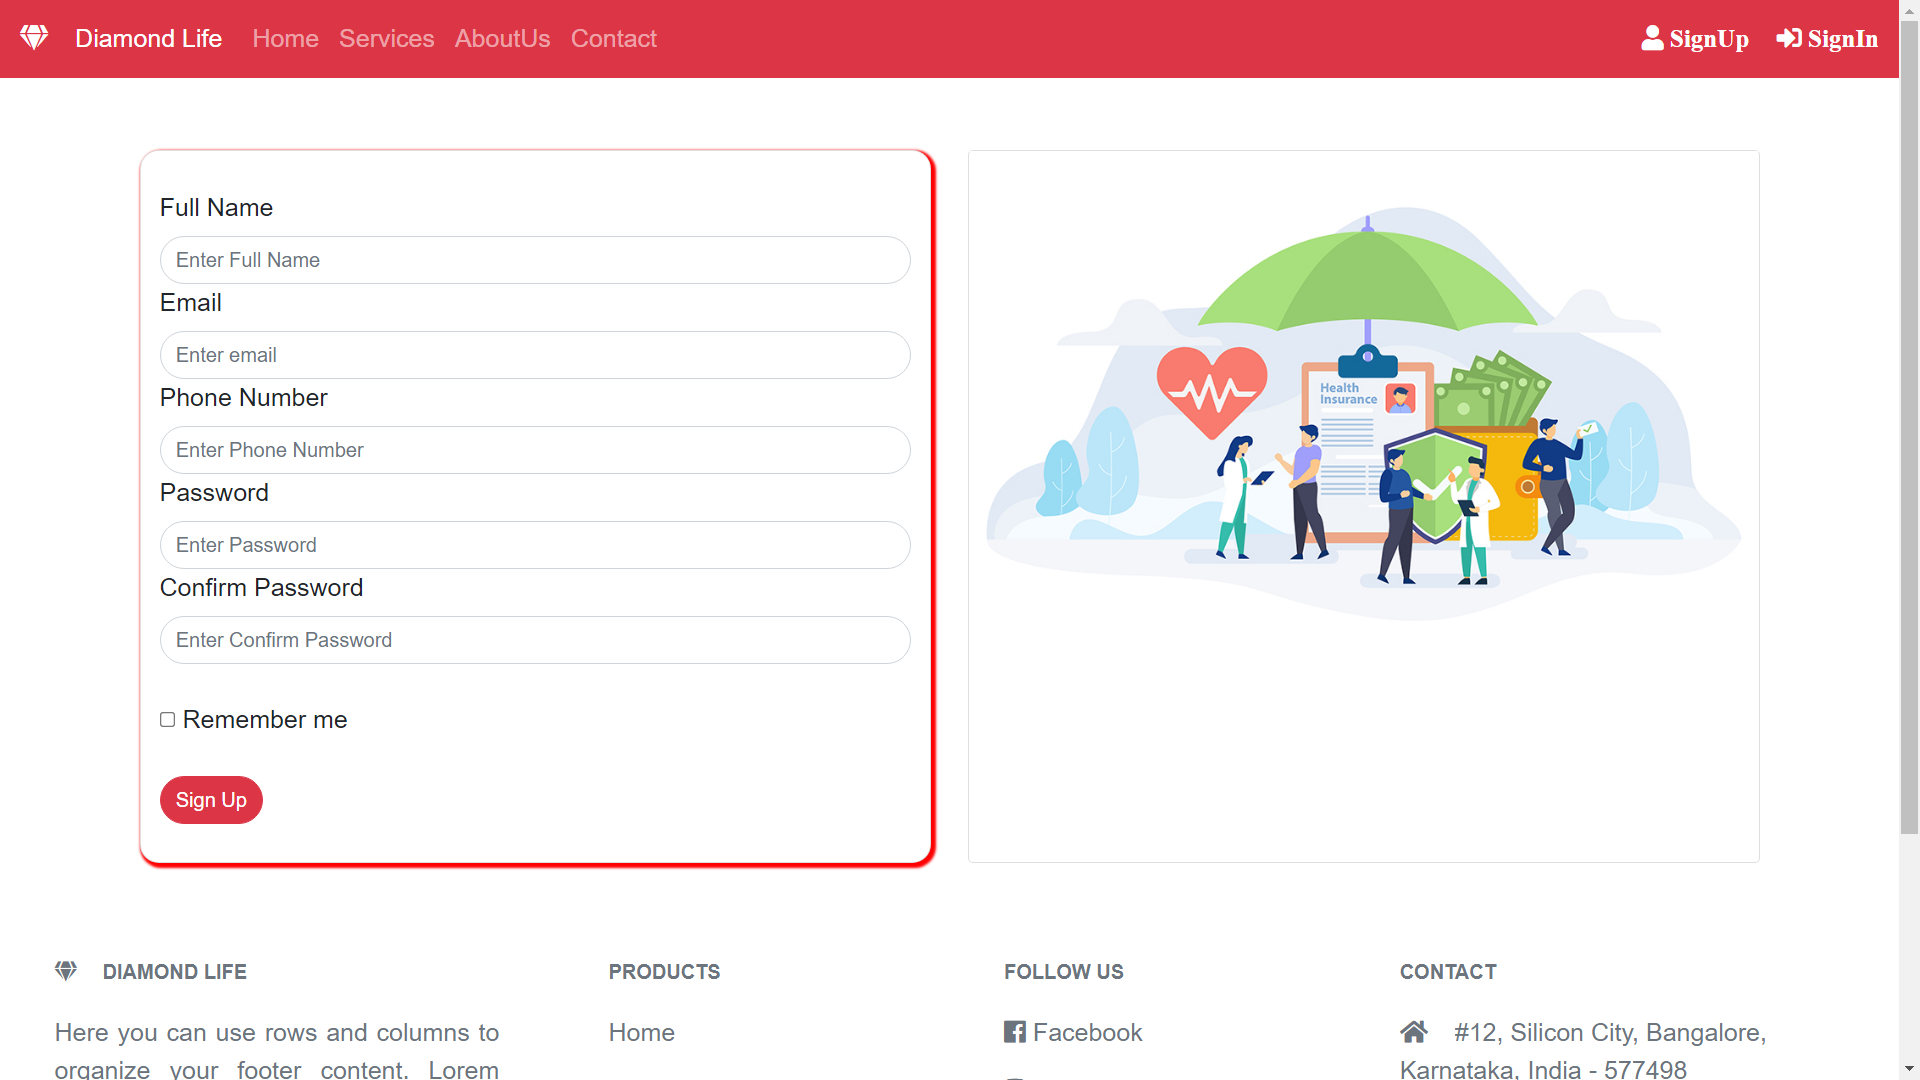 Diamond Life Home Services AboutUs Contact SignUp SignIn
Full Name
Enter Full Name
Email
Enter email
Phone Number
Enter Phone Number
Password
Enter Password
Confirm Password
Enter Confirm Password
Remember me
Sign Up
Health
Insurance
DIAMOND LIFE
Here you can use rows and columns to
organize your footer content. Lorem
PRODUCTS
Home
FOLLOW US
Facebook
CONTACT
#12, Silicon City, Bangalore,
Karnataka, India - 577498